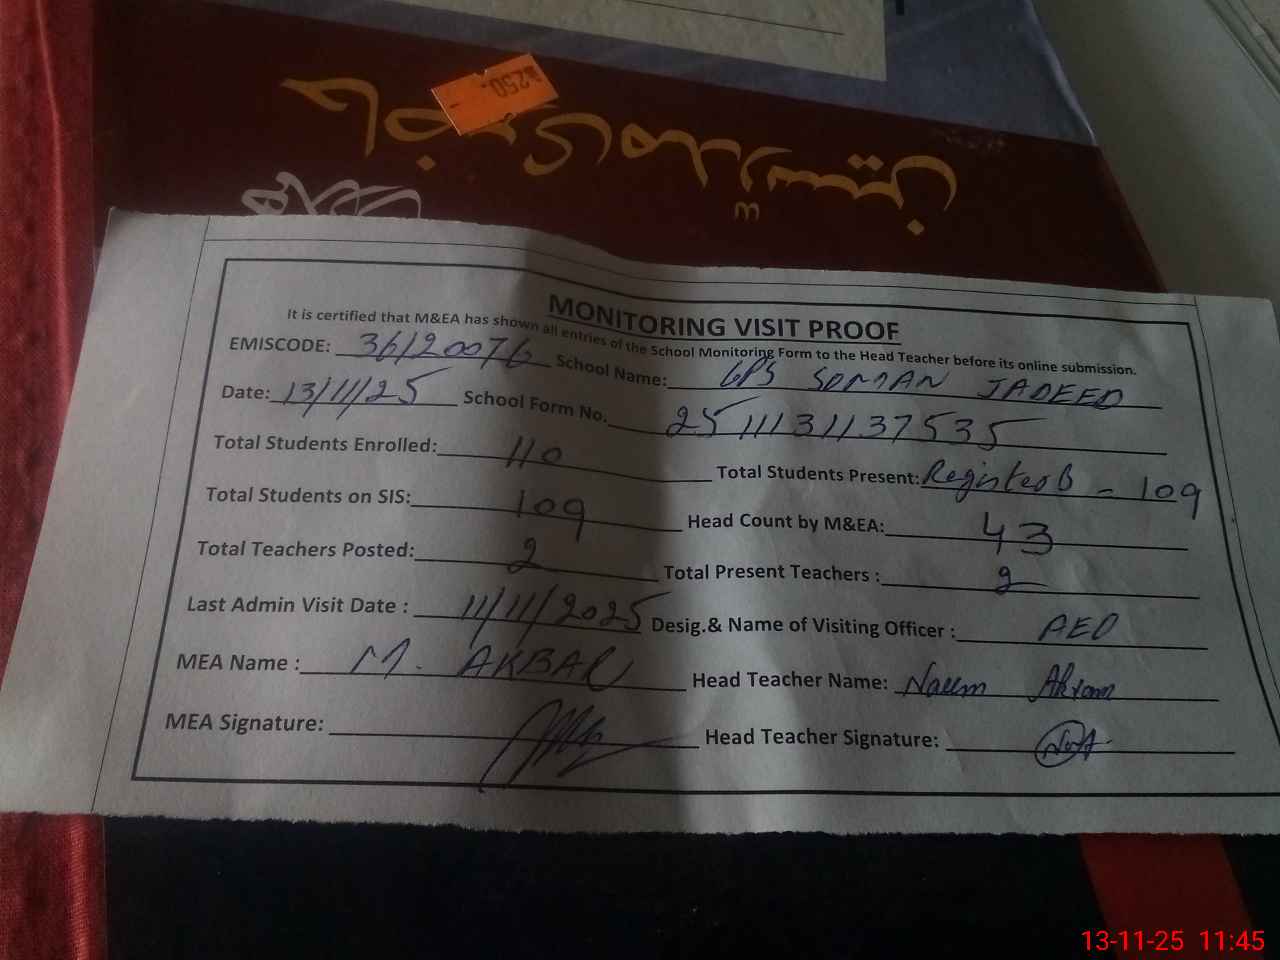 250.
MONITORING VISIT PROOF
It is certified that M&EA has shown all entries of the School Monitoring Form to the Head Teacher before its online submission.
EMISCODE: 36120076 School Name: GPS SOMAN JADEED
Date: 13/11/25 School Form No. 25111131137535
Total Students Enrolled: 110 Total Students Present: Register - 109
Total Students on SIS: 109 Head Count by M&EA: 43
Total Teachers Posted: 2 Total Present Teachers : 2
Last Admin Visit Date : 11/11/2025 Desig.& Name of Visiting Officer : AEO
MEA Name : M. AKBAR Head Teacher Name: Naeem Akram
MEA Signature: Head Teacher Signature:
13-11-25 11:45